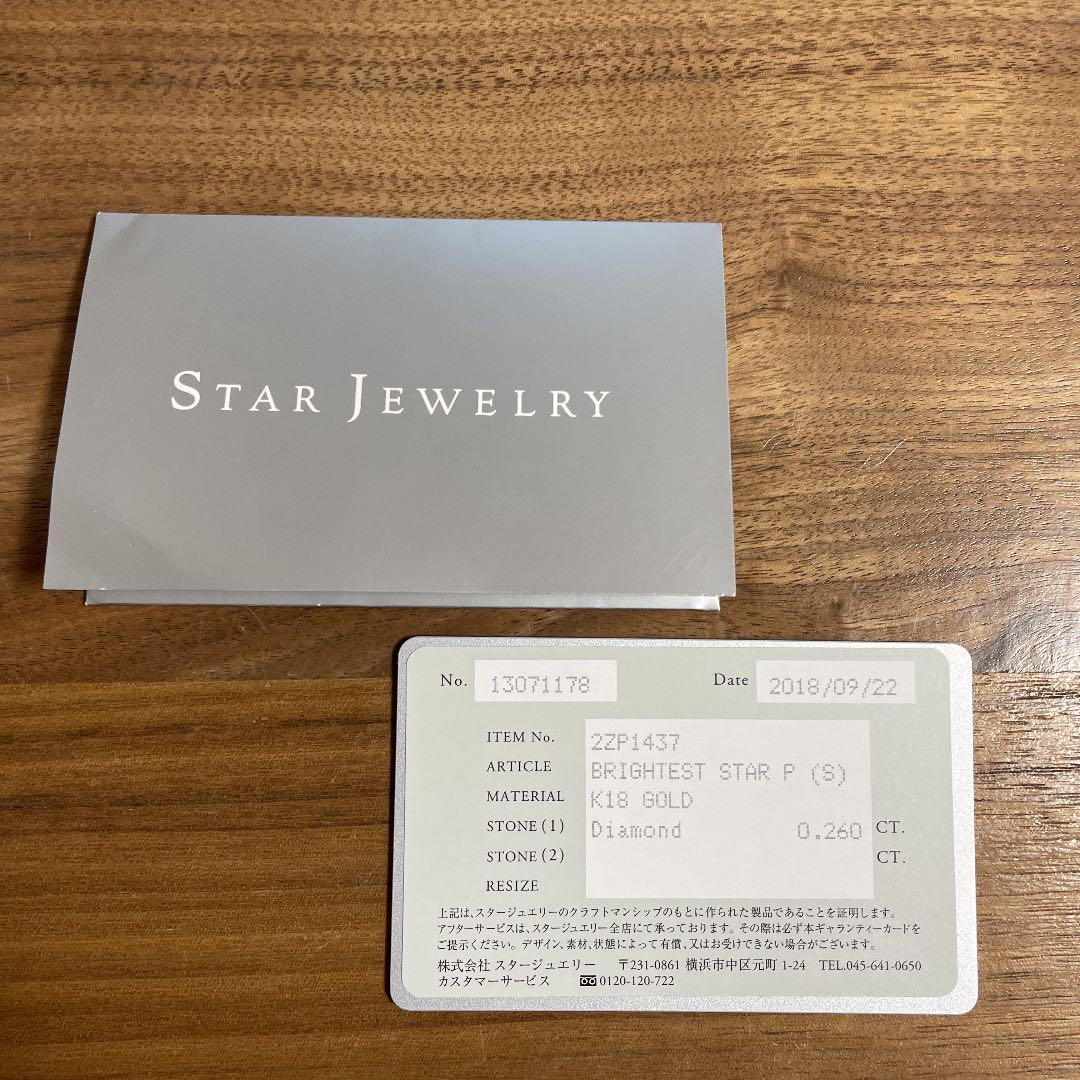 STAR JEWELRY
No. 13071178 Date 2018/09/22
ITEM No. 2ZP1437
ARTICLE BRIGHTEST STAR P (S)
MATERIAL K18 GOLD
STONE (1) Diamond 0.260 CT.
STONE (2) CT.
RESIZE
上記は、スタージュエリーのクラフトマンシップのもとに作られた製品であることを証明します。
アフターサービスは、スタージュエリー全店にて承っております。その際は必ず本ギャランティーカードを
ご提示ください。デザイン、素材、状態によって有償、又はお受けできない場合がございます。
株式会社 スタージュエリー 〒231-0861 横浜市中区元町 1-24 TEL.045-641-0650
カスタマーサービス 0120-120-722